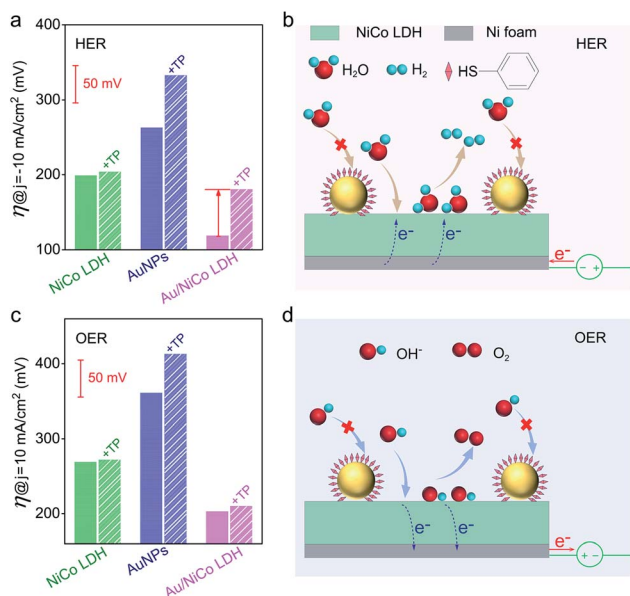 a
HER
η@j=-10 mA/cm² (mV)
400
300
200
100
50 mV
+TP
+TP
+TP
NiCo LDH
AuNPs
Au/NiCo LDH
b
NiCo LDH
Ni foam
HER
H₂O
H₂
HS
e⁻
e⁻
e⁻
- +
c
OER
η@j=10 mA/cm² (mV)
400
300
200
50 mV
+TP
+TP
+TP
NiCo LDH
AuNPs
Au/NiCo LDH
d
OER
OH⁻
O₂
e⁻
e⁻
e⁻
+ -